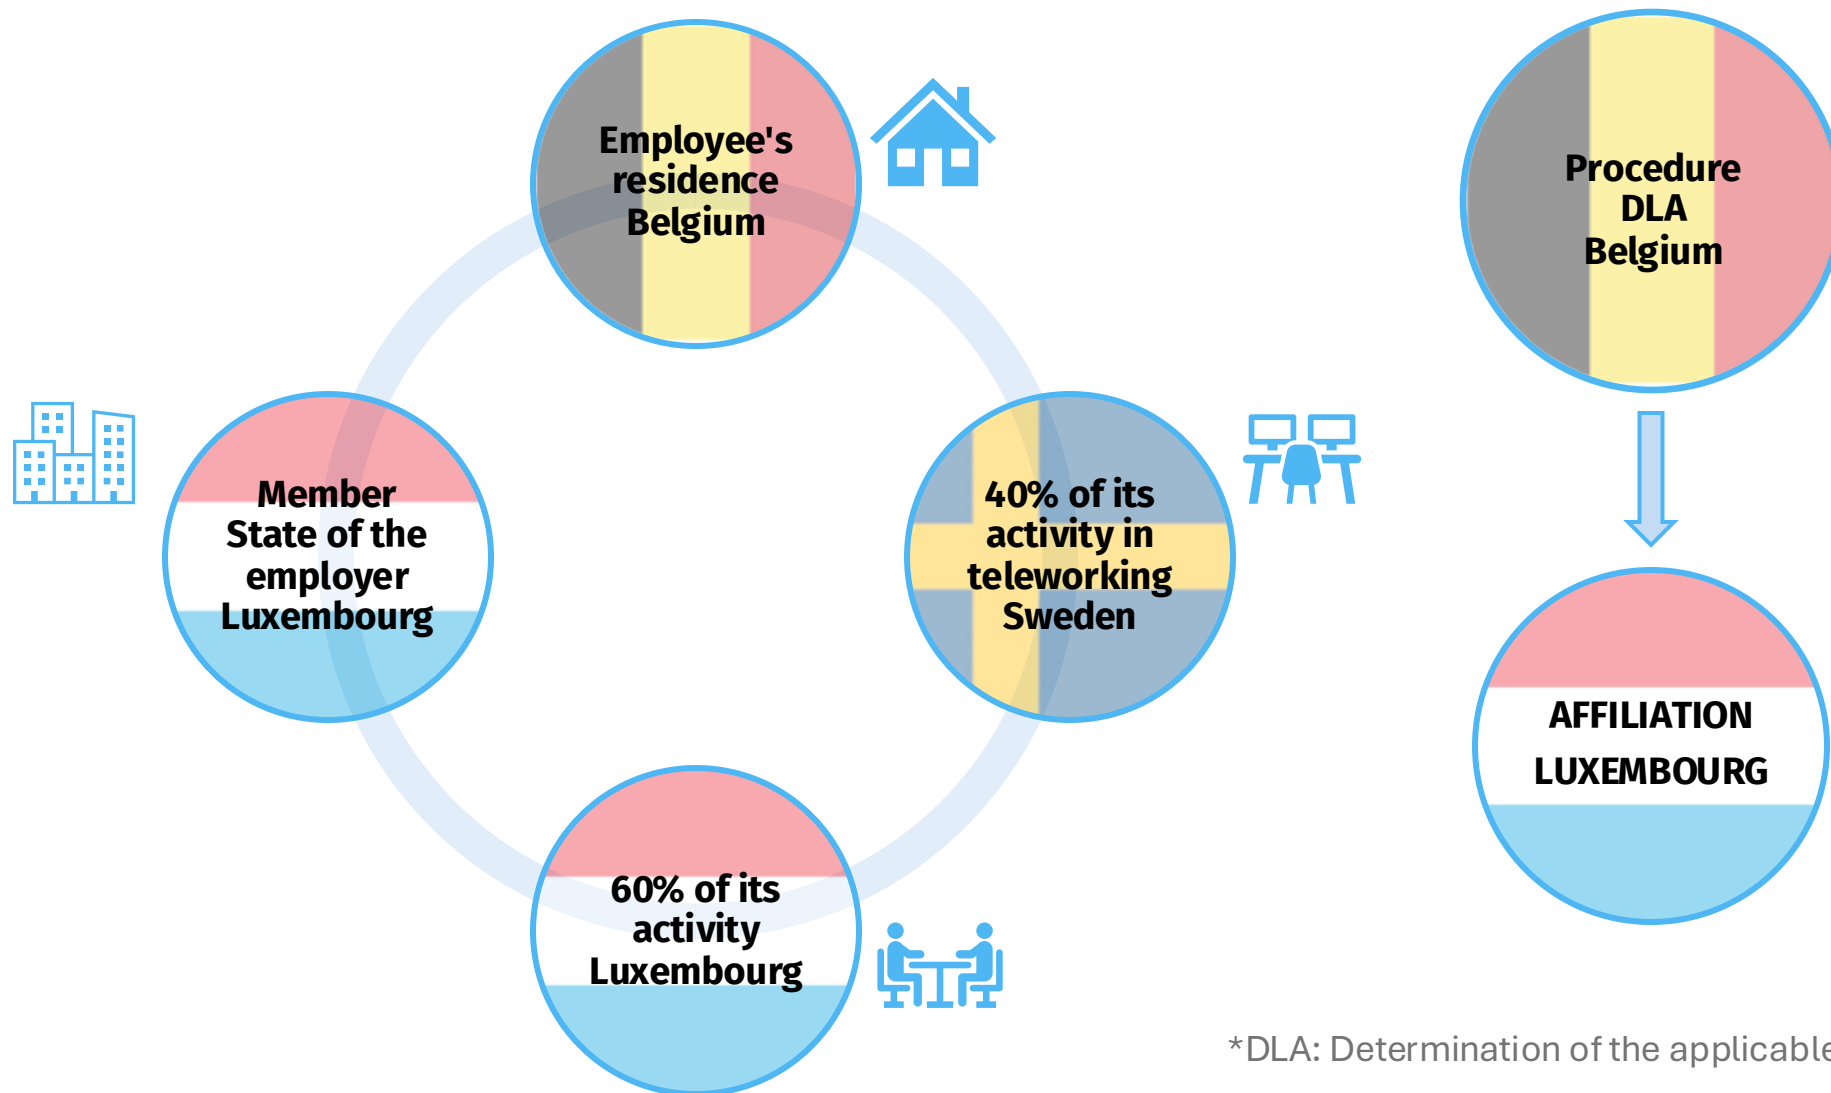 Employee's
residence
Belgium
Member
State of the
employer
Luxembourg
40% of its
activity in
teleworking
Sweden
60% of its
activity
Luxembourg
Procedure
DLA
Belgium
AFFILIATION
LUXEMBOURG
*DLA: Determination of the applicable